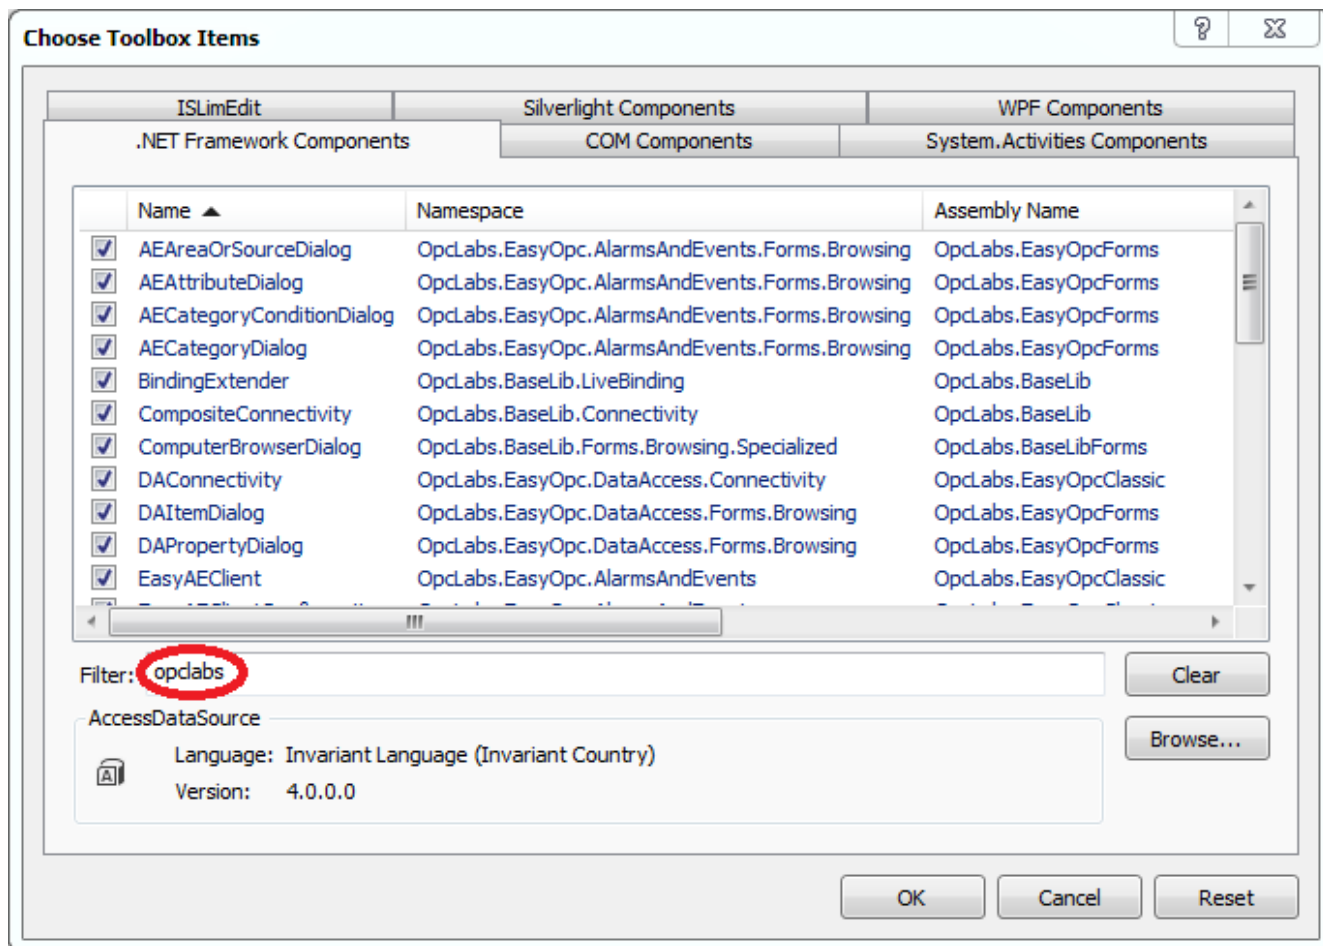 Choose Toolbox Items
ISLimEdit Silverlight Components WPF Components
.NET Framework Components COM Components System.Activities Components
Name Namespace Assembly Name
AEAreaOrSourceDialog OpcLabs.EasyOpc.AlarmsAndEvents.Forms.Browsing OpcLabs.EasyOpcForms
AEAttributeDialog OpcLabs.EasyOpc.AlarmsAndEvents.Forms.Browsing OpcLabs.EasyOpcForms
AECategoryConditionDialog OpcLabs.EasyOpc.AlarmsAndEvents.Forms.Browsing OpcLabs.EasyOpcForms
AECategoryDialog OpcLabs.EasyOpc.AlarmsAndEvents.Forms.Browsing OpcLabs.EasyOpcForms
BindingExtender OpcLabs.BaseLib.LiveBinding OpcLabs.BaseLib
CompositeConnectivity OpcLabs.BaseLib.Connectivity OpcLabs.BaseLib
ComputerBrowserDialog OpcLabs.BaseLib.Forms.Browsing.Specialized OpcLabs.BaseLibForms
DAConnectivity OpcLabs.EasyOpc.DataAccess.Connectivity OpcLabs.EasyOpcClassic
DAItemDialog OpcLabs.EasyOpc.DataAccess.Forms.Browsing OpcLabs.EasyOpcForms
DAPropertyDialog OpcLabs.EasyOpc.DataAccess.Forms.Browsing OpcLabs.EasyOpcForms
EasyAEClient OpcLabs.EasyOpc.AlarmsAndEvents OpcLabs.EasyOpcClassic
Filter: opclabs Clear
AccessDataSource
Browse...
Language: Invariant Language (Invariant Country)
Version: 4.0.0.0
OK Cancel Reset